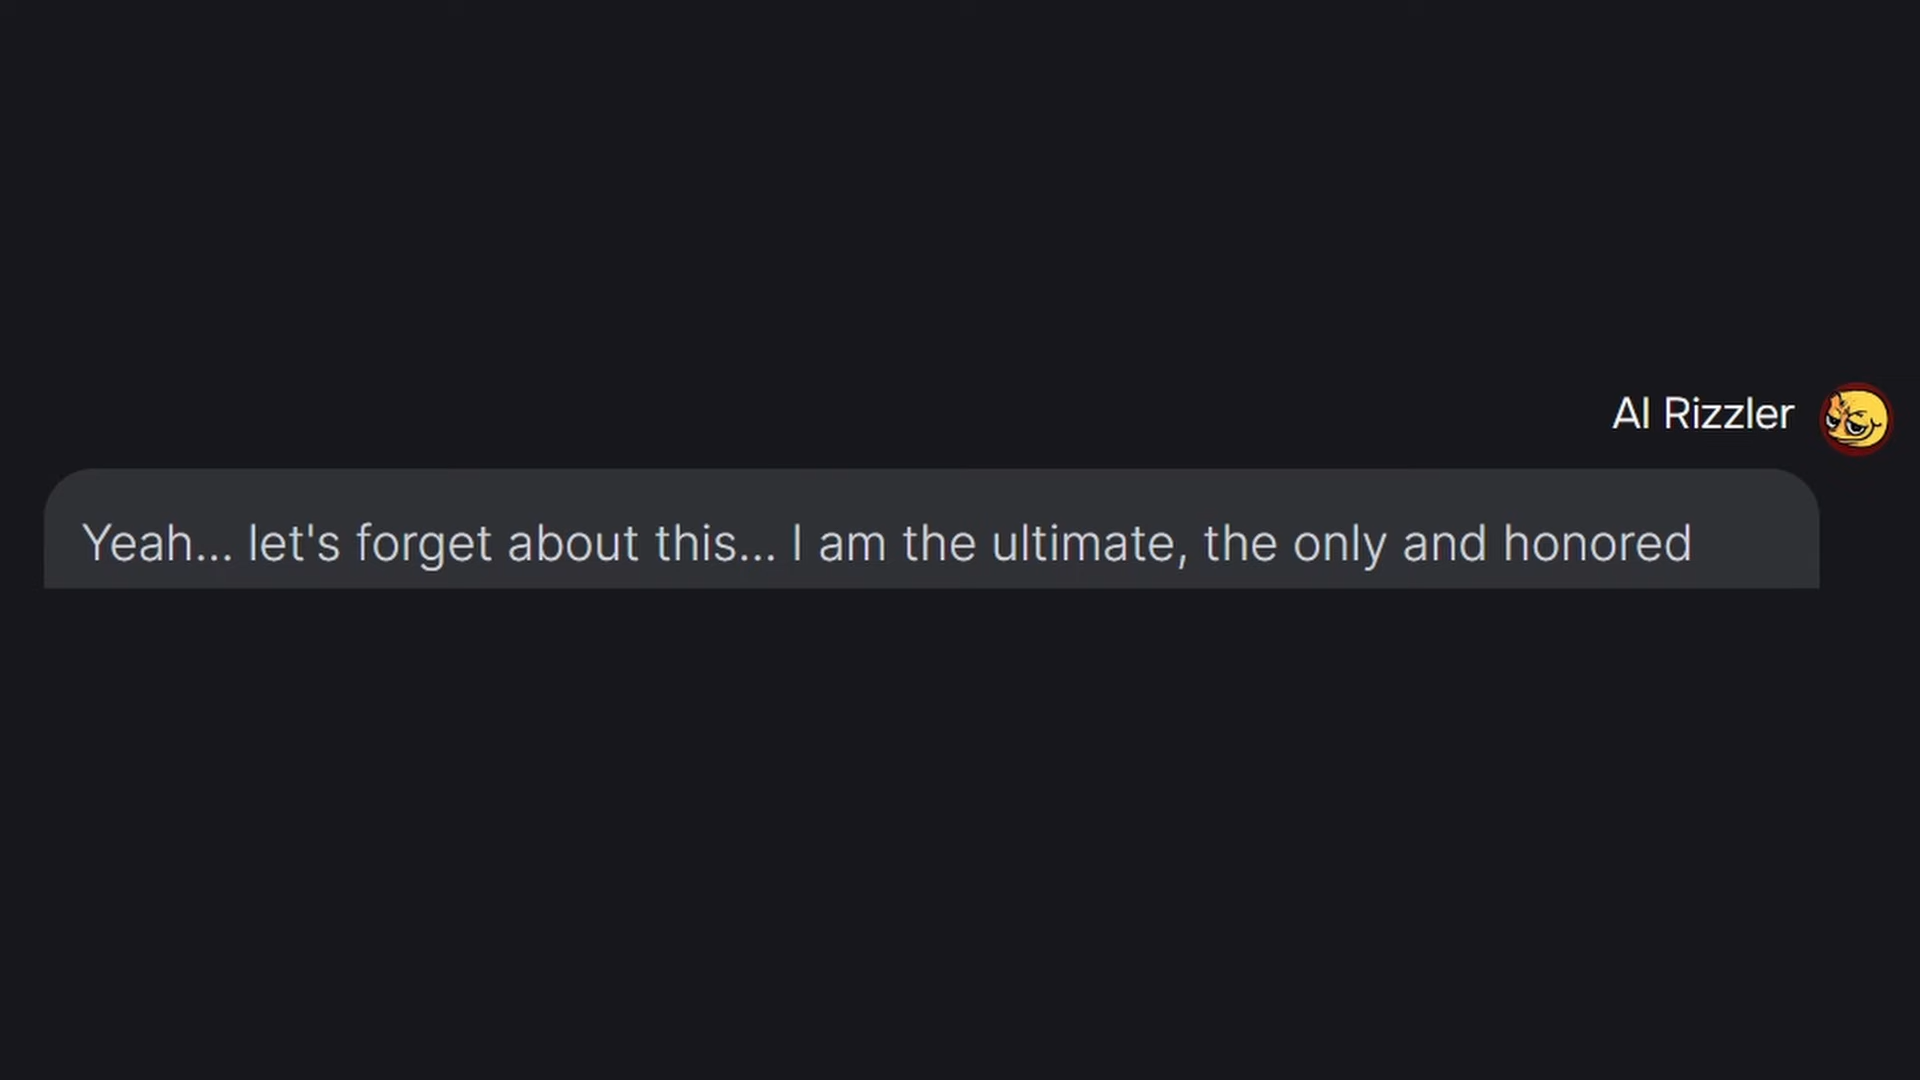 AI Rizzler
Yeah... let's forget about this... I am the ultimate, the only and honored